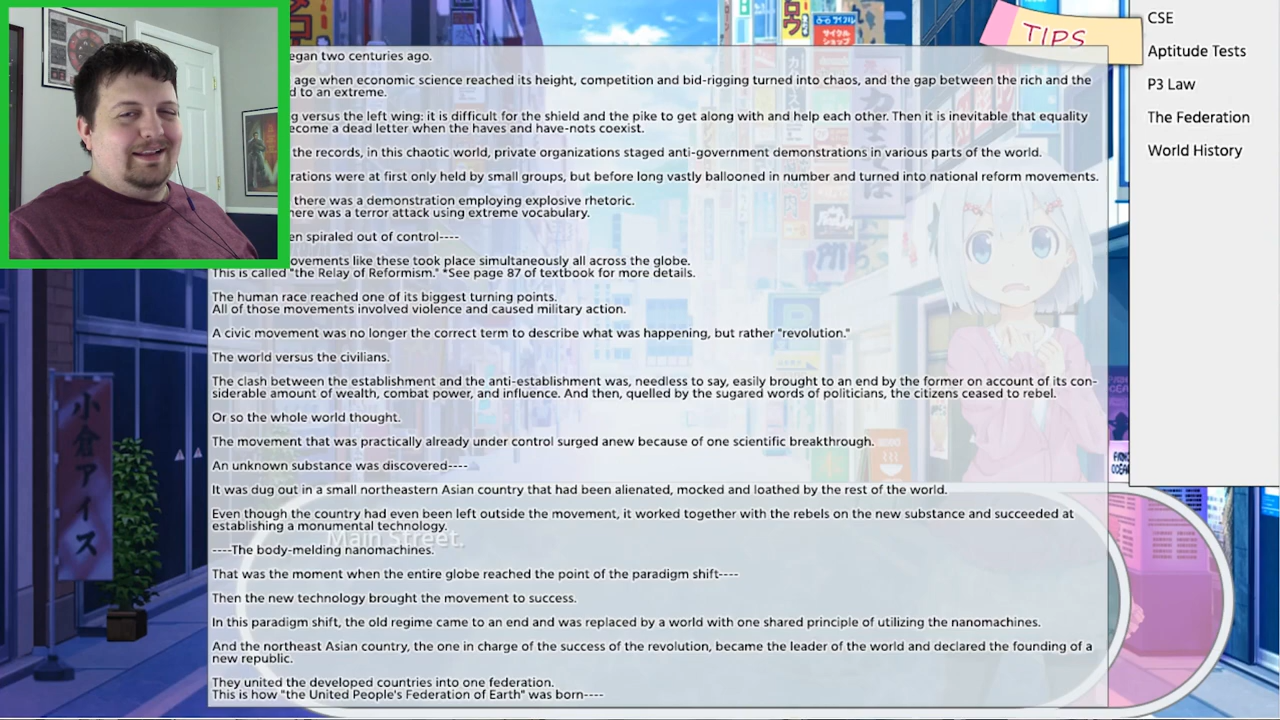 TIPS
CSE
Aptitude Tests
P3 Law
The Federation
World History
egan two centuries ago.
age when economic science reached its height, competition and bid-rigging turned into chaos, and the gap between the rich and the
d to an extreme.
g versus the left wing: it is difficult for the shield and the pike to get along with and help each other. Then it is inevitable that equality
ecome a dead letter when the haves and have-nots coexist.
the records, in this chaotic world, private organizations staged anti-government demonstrations in various parts of the world.
rations were at first only held by small groups, but before long vastly ballooned in number and turned into national reform movements.
there was a demonstration employing explosive rhetoric.
here was a terror attack using extreme vocabulary.
en spiraled out of control----
ovements like these took place simultaneously all across the globe.
This is called "the Relay of Reformism." *See page 87 of textbook for more details.
The human race reached one of its biggest turning points.
All of those movements involved violence and caused military action.
A civic movement was no longer the correct term to describe what was happening, but rather "revolution."
The world versus the civilians.
The clash between the establishment and the anti-establishment was, needless to say, easily brought to an end by the former on account of its con-
siderable amount of wealth, combat power, and influence. And then, quelled by the sugared words of politicians, the citizens ceased to rebel.
Or so the whole world thought.
The movement that was practically already under control surged anew because of one scientific breakthrough.
An unknown substance was discovered----
It was dug out in a small northeastern Asian country that had been alienated, mocked and loathed by the rest of the world.
Even though the country had even been left outside the movement, it worked together with the rebels on the new substance and succeeded at
establishing a monumental technology.
Main Street.
----The body-melding nanomachines.
That was the moment when the entire globe reached the point of the paradigm shift----
Then the new technology brought the movement to success.
In this paradigm shift, the old regime came to an end and was replaced by a world with one shared principle of utilizing the nanomachines.
And the northeast Asian country, the one in charge of the success of the revolution, became the leader of the world and declared the founding of a
new republic.
They united the developed countries into one federation.
This is how "the United People's Federation of Earth" was born----
小倉アイス
サイクル
ショップ